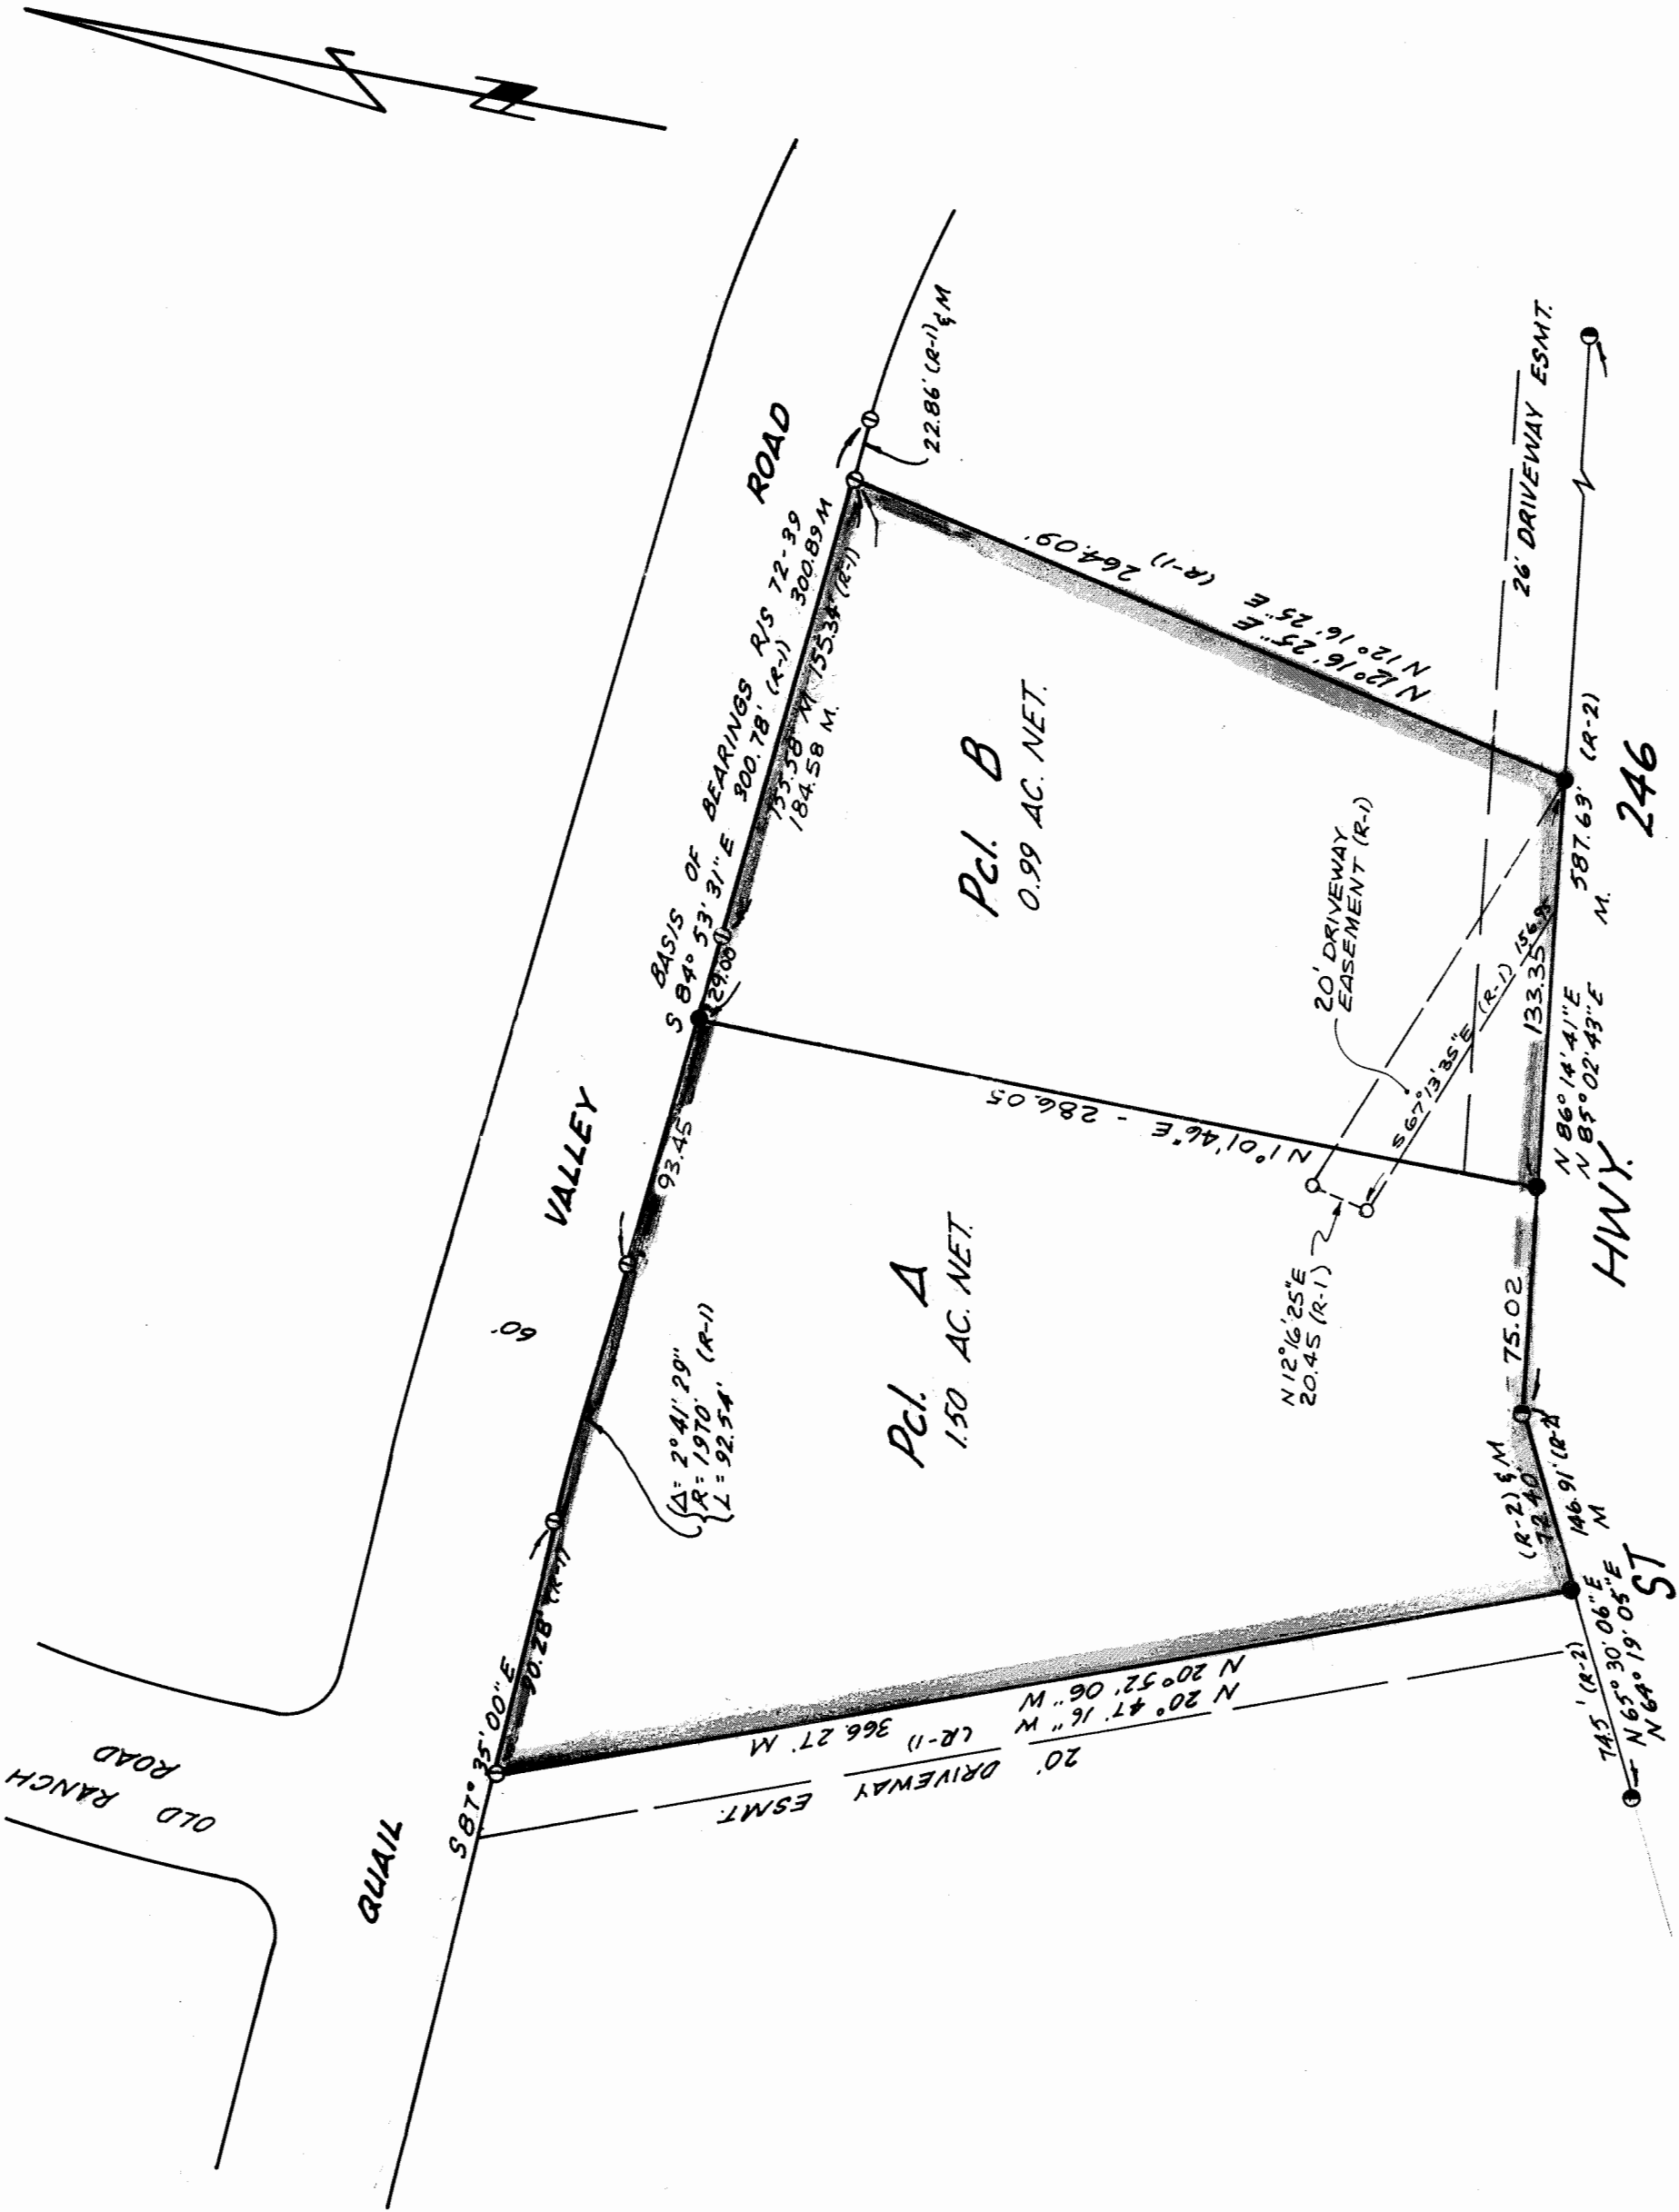 OLD RANCH
ROAD
QUAIL
VALLEY
ROAD
60'
BASIS OF BEARINGS R/S 72-39
S 84° 53' 31" E 300.78' (R-1) 300.89 M
155.58 M 155.34' (R-1)
184.58 M.
22.86' (R-1) & M
S 87° 35' 00" E
90.28' (R-1)
93.45
29.00
Δ= 2° 41' 29"
R = 1970' (R-1)
L = 92.54'
Pcl. A
1.50 AC. NET.
Pcl. B
0.99 AC. NET.
N 1° 01' 46" E - 286.05
(R-1) 264.09'
N 12° 16' 25" E
N 12° 16' 25" E
20' DRIVEWAY ESMT.
(R-1) 366.27' M
N 20° 47' 16" W
N 20° 52' 06" W
20' DRIVEWAY
EASEMENT (R-1)
S 67° 13' 35" E (R-1) 156.95
N 12° 16' 25" E
20.45 (R-1)
26' DRIVEWAY ESMT.
75.02
133.35
(R-2) & M
72.40'
74.5' (R-2)
146.91' (R-2)
N 65° 30' 06" E M
N 64° 19' 05" E
587.63' (R-2)
N 86° 14' 41" E M.
N 85° 02' 43" E
ST HWY. 246